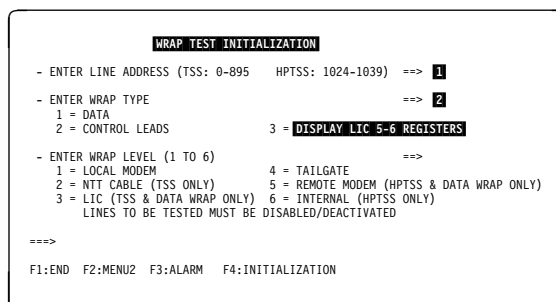 WRAP TEST INITIALIZATION
- ENTER LINE ADDRESS (TSS: 0-895 HPTSS: 1024-1039) ==> 1
- ENTER WRAP TYPE ==> 2
1 = DATA
2 = CONTROL LEADS 3 = DISPLAY LIC 5-6 REGISTERS
- ENTER WRAP LEVEL (1 TO 6) ==>
1 = LOCAL MODEM 4 = TAILGATE
2 = NTT CABLE (TSS ONLY) 5 = REMOTE MODEM (HPTSS & DATA WRAP ONLY)
3 = LIC (TSS & DATA WRAP ONLY) 6 = INTERNAL (HPTSS ONLY)
LINES TO BE TESTED MUST BE DISABLED/DEACTIVATED
===>
F1:END F2:MENU2 F3:ALARM F4:INITIALIZATION